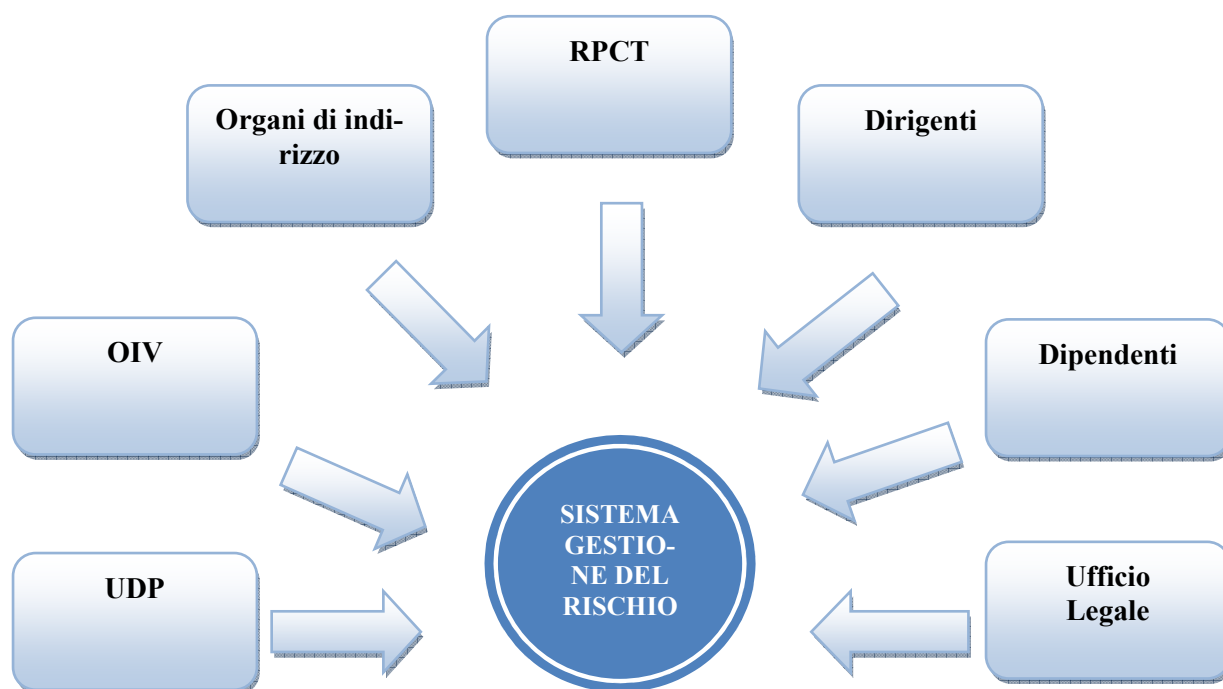 RPCT
Organi di indi-
rizzo
Dirigenti
OIV
Dipendenti
SISTEMA
GESTIO-
NE DEL
RISCHIO
UDP
Ufficio
Legale